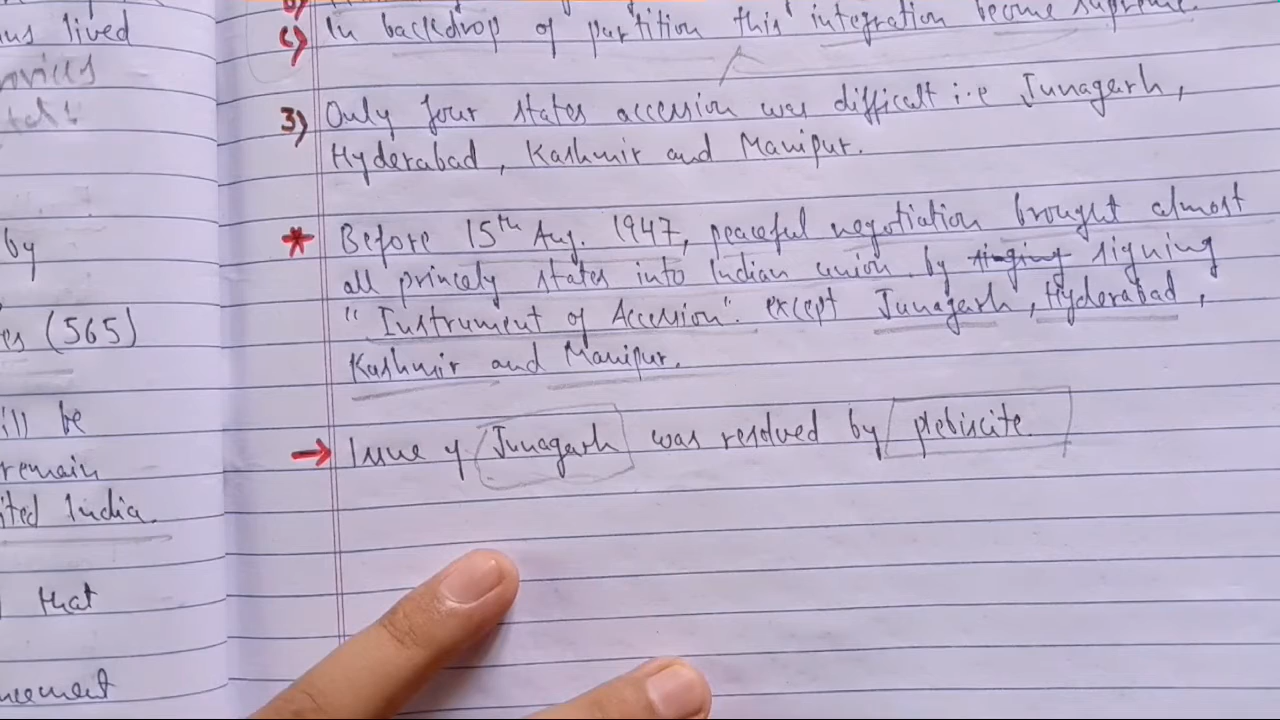 lived
by
(565)
be
remain
India.
that
c) In backdrop of partition this integration become supreme.
3) Only four states accession was difficult i.e Junagarh,
Hyderabad, Kashmir and Manipur.
* Before 15th Aug. 1947, peaceful negotiation brought almost
all princely states into Indian union by singing signing
"Instrument of Accession". except Junagarh, Hyderabad,
Kashmir and Manipur.
→ Issue of Junagarh was resolved by plebiscite.